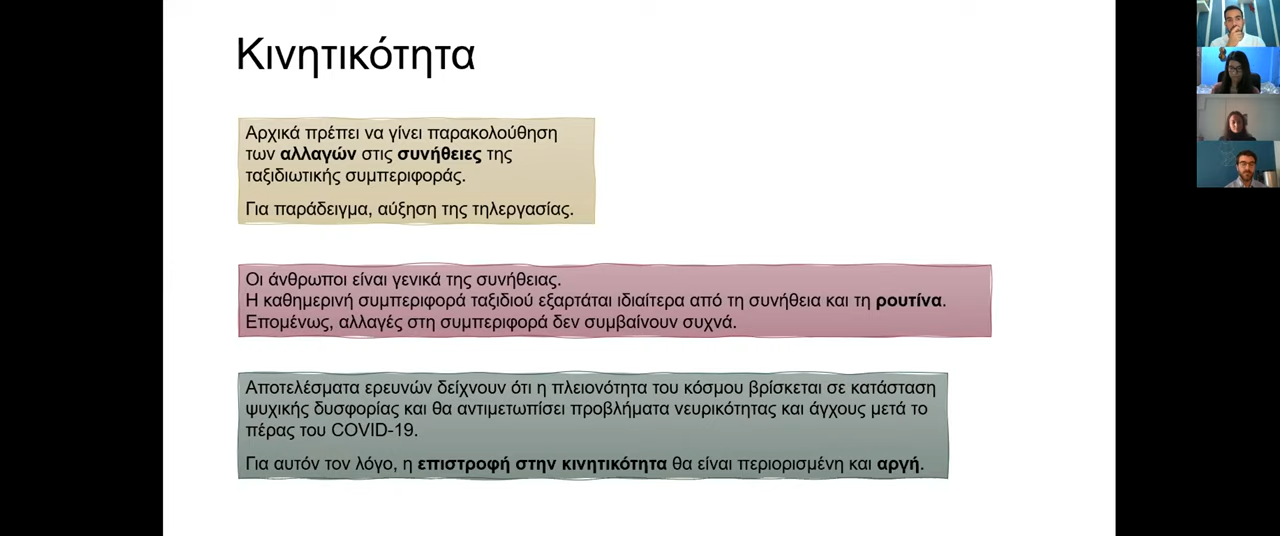 Κινητικότητα
Αρχικά πρέπει να γίνει παρακολούθηση
των αλλαγών στις συνήθειες της
ταξιδιωτικής συμπεριφοράς.
Για παράδειγμα, αύξηση της τηλεργασίας.
Οι άνθρωποι είναι γενικά της συνήθειας.
Η καθημερινή συμπεριφορά ταξιδιού εξαρτάται ιδιαίτερα από τη συνήθεια και τη ρουτίνα.
Επομένως, αλλαγές στη συμπεριφορά δεν συμβαίνουν συχνά.
Αποτελέσματα ερευνών δείχνουν ότι η πλειονότητα του κόσμου βρίσκεται σε κατάσταση
ψυχικής δυσφορίας και θα αντιμετωπίσει προβλήματα νευρικότητας και άγχους μετά το
πέρας του COVID-19.
Για αυτόν τον λόγο, η επιστροφή στην κινητικότητα θα είναι περιορισμένη και αργή.